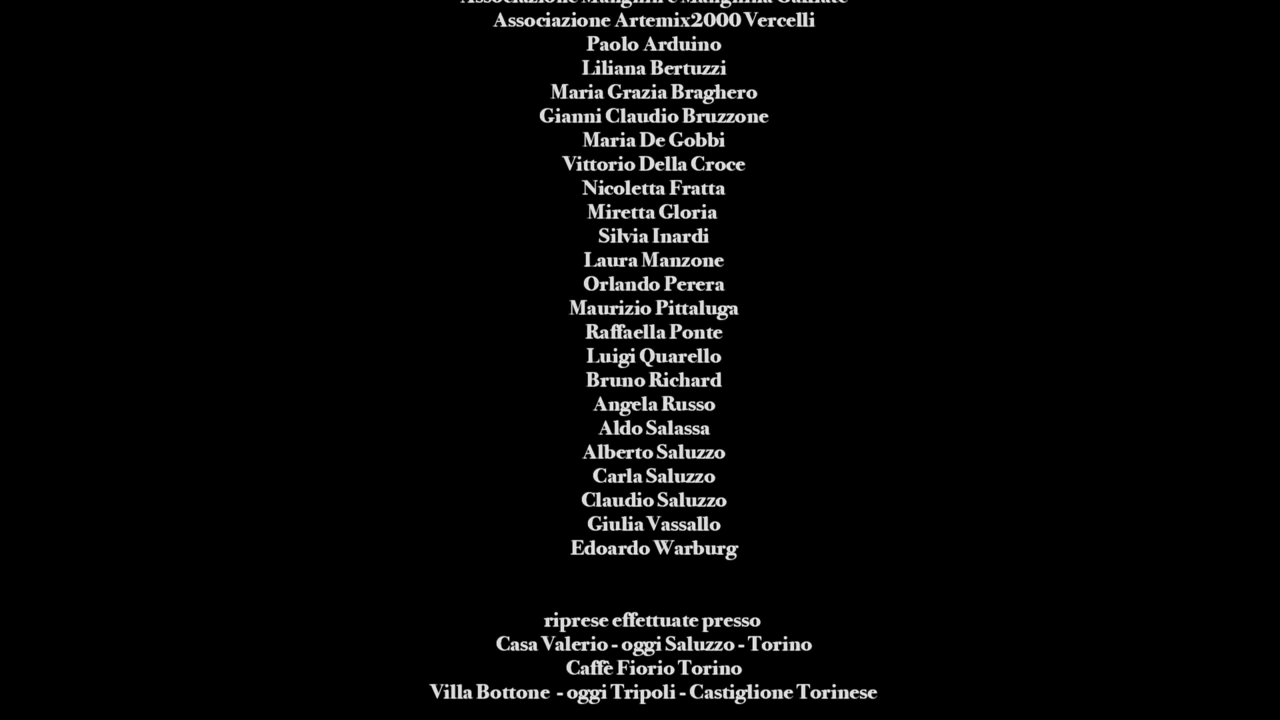 Associazione Artemix2000 Vercelli
Paolo Arduino
Liliana Bertuzzi
Maria Grazia Braghero
Gianni Claudio Bruzzone
Maria De Gobbi
Vittorio Della Croce
Nicoletta Fratta
Miretta Gloria
Silvia Inardi
Laura Manzone
Orlando Perera
Maurizio Pittaluga
Raffaella Ponte
Luigi Quarello
Bruno Richard
Angela Russo
Aldo Salassa
Alberto Saluzzo
Carla Saluzzo
Claudio Saluzzo
Giulia Vassallo
Edoardo Warburg
riprese effettuate presso
Casa Valerio - oggi Saluzzo - Torino
Caffè Fiorio Torino
Villa Bottone - oggi Tripoli - Castiglione Torinese